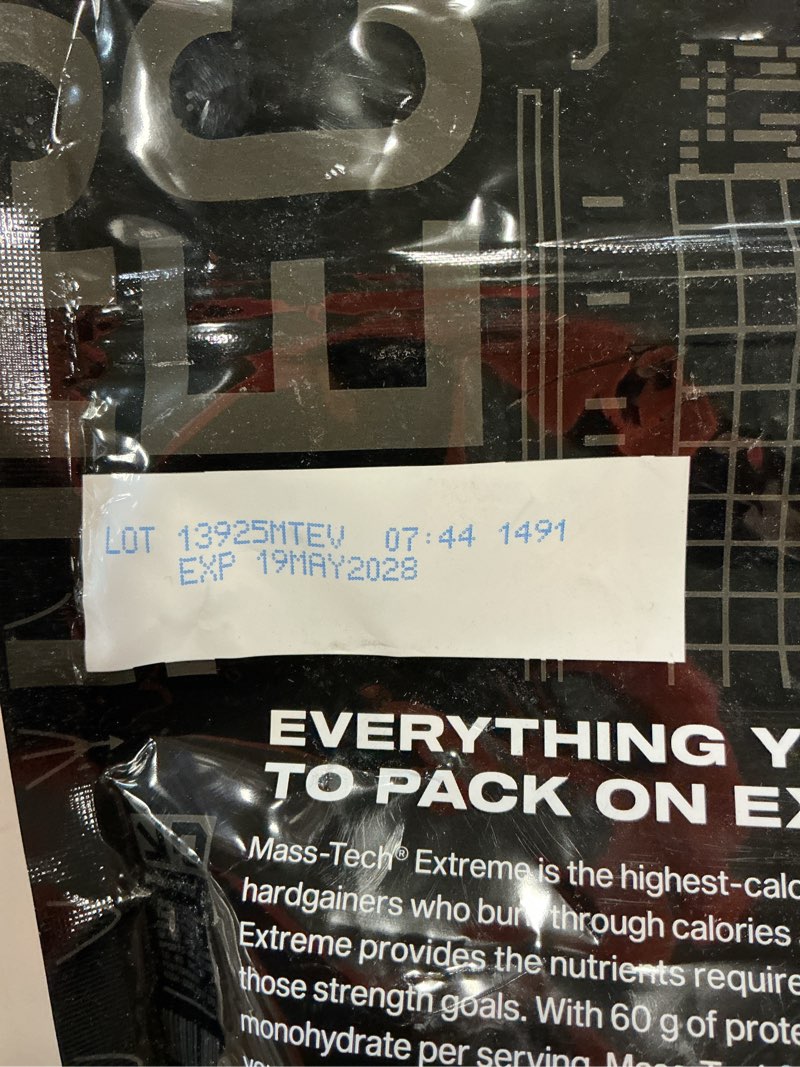 LOT 13925MTEV 07:44 1491
EXP 19MAY2028
EVERYTHING Y
TO PACK ON EX
Mass-Tech® Extreme is the highest-calo
hardgainers who burn through calories
Extreme provides the nutrients require
those strength goals. With 60 g of prote
monohydrate per serving, Mass-Tech